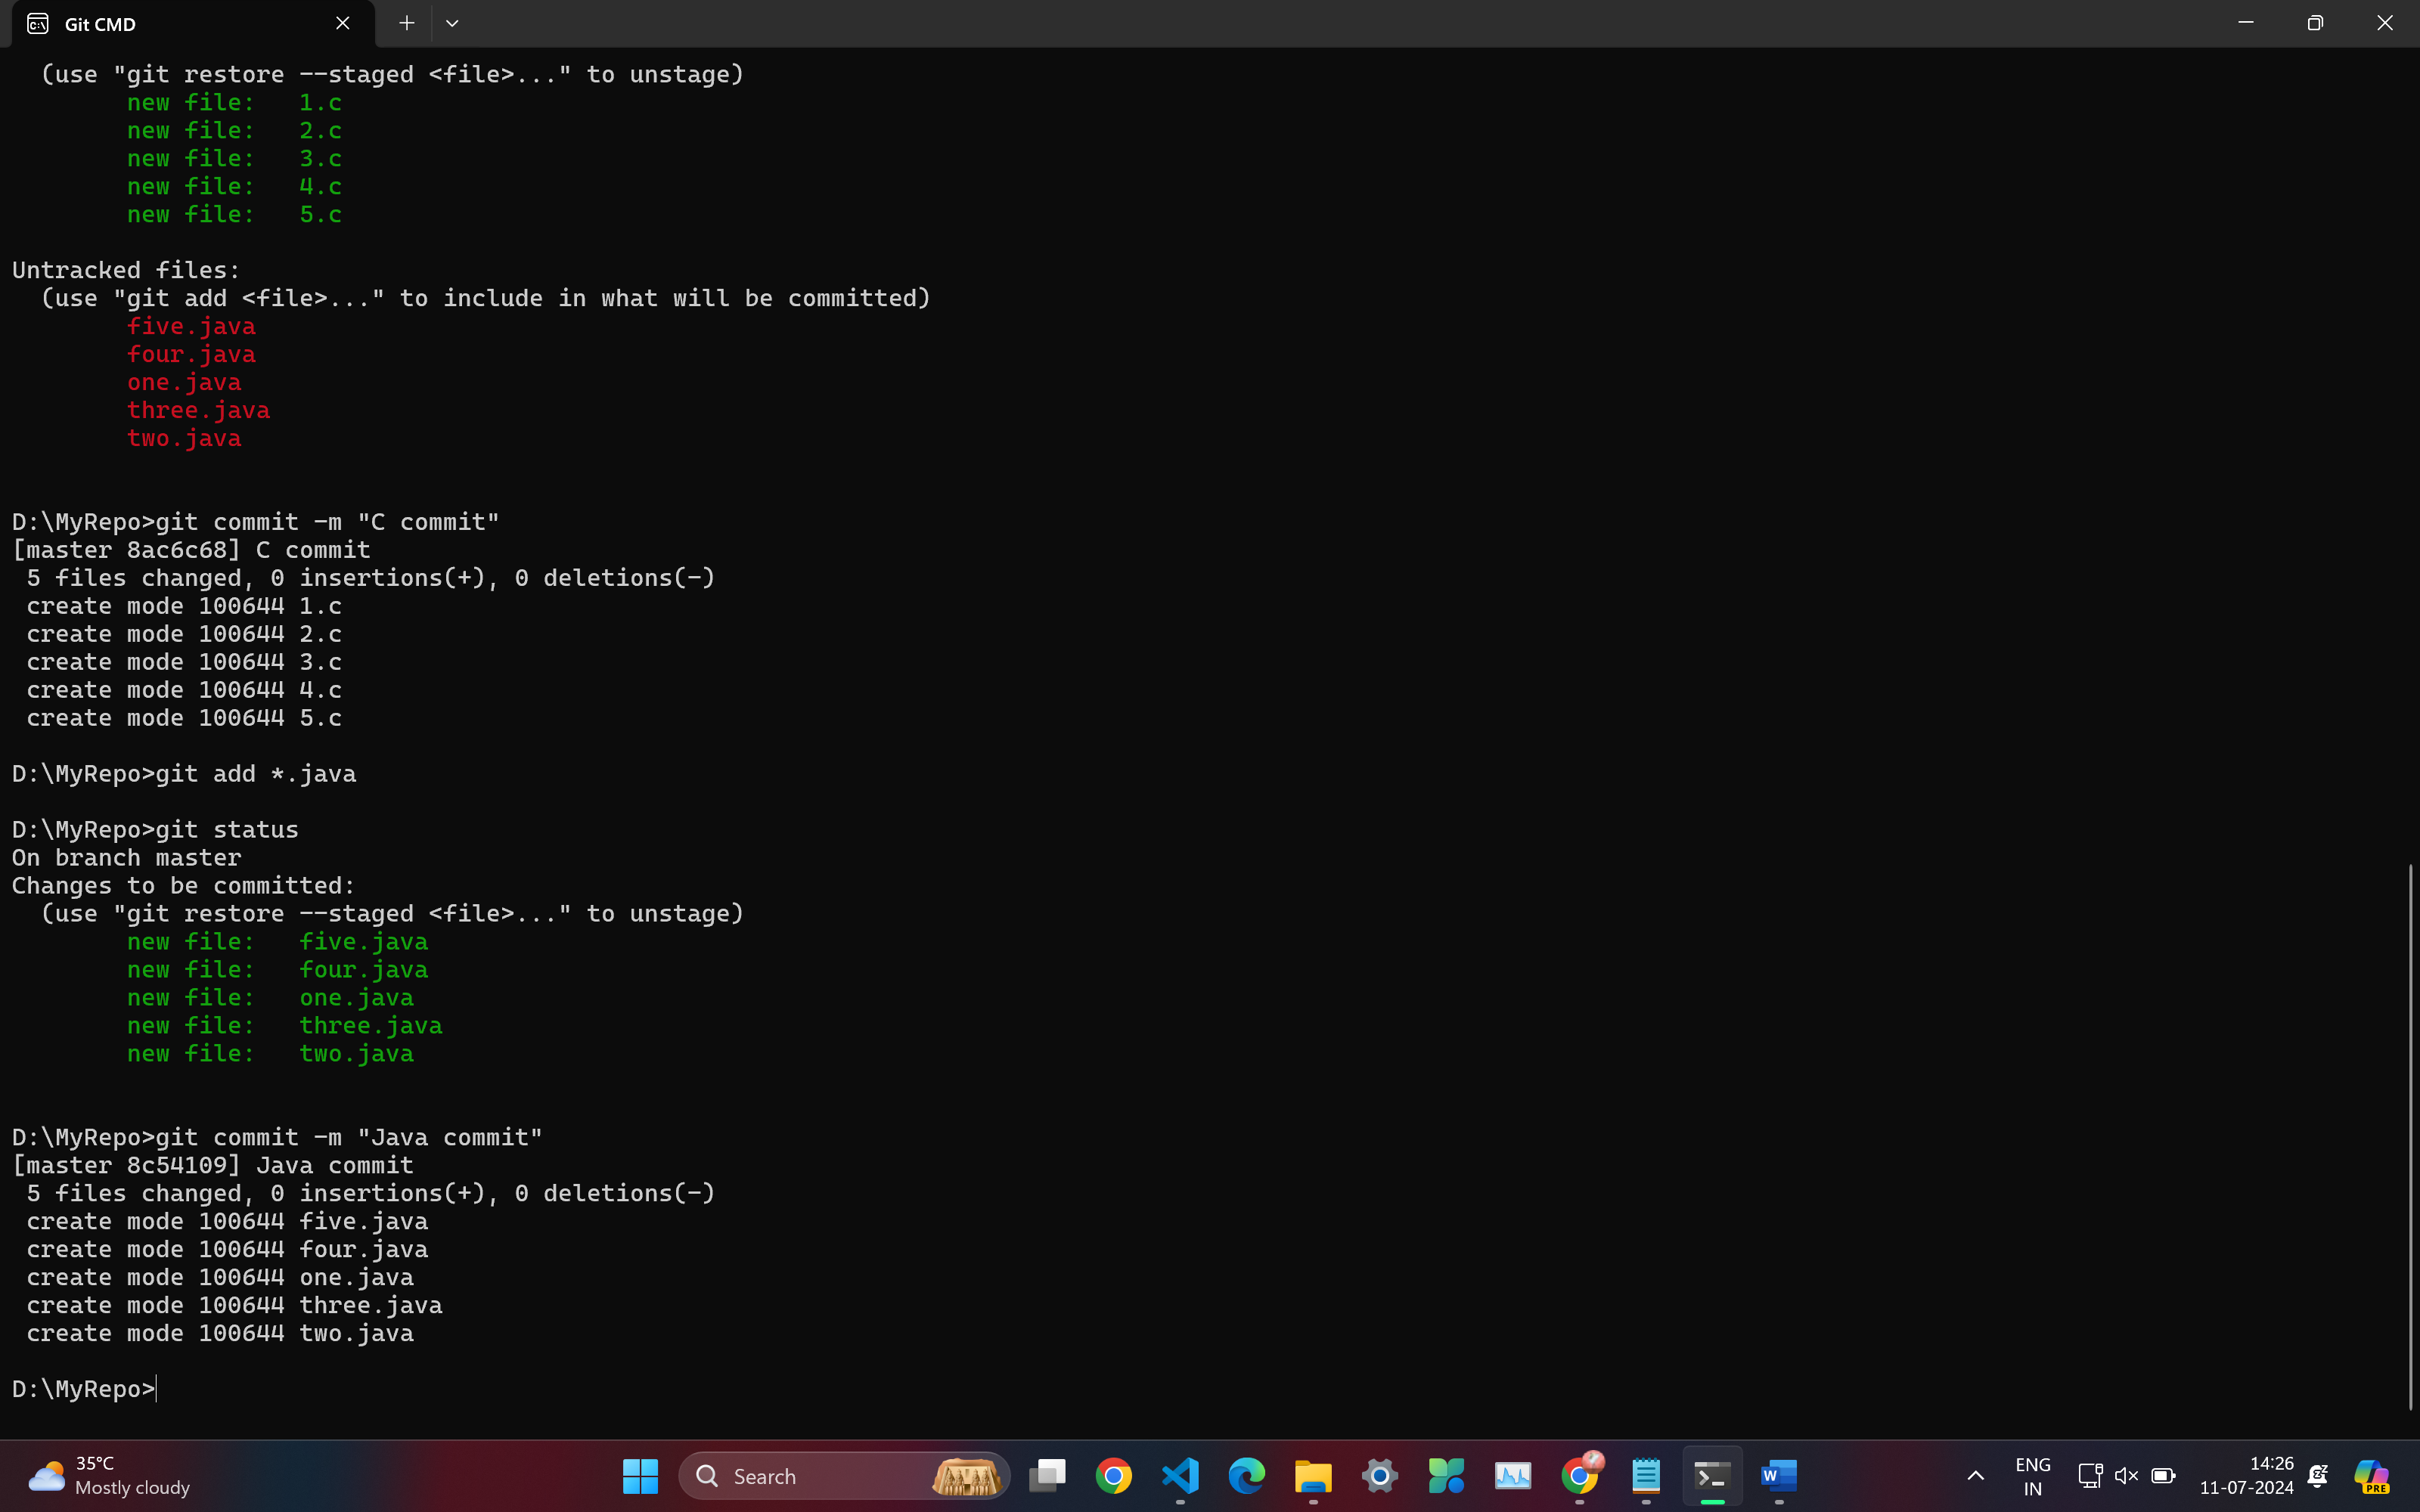 Git CMD
(use "git restore --staged <file>..." to unstage)
new file:   1.c
new file:   2.c
new file:   3.c
new file:   4.c
new file:   5.c
Untracked files:
(use "git add <file>..." to include in what will be committed)
five.java
four.java
one.java
three.java
two.java
D:\MyRepo>git commit -m "C commit"
[master 8ac6c68] C commit
5 files changed, 0 insertions(+), 0 deletions(-)
create mode 100644 1.c
create mode 100644 2.c
create mode 100644 3.c
create mode 100644 4.c
create mode 100644 5.c
D:\MyRepo>git add *.java
D:\MyRepo>git status
On branch master
Changes to be committed:
(use "git restore --staged <file>..." to unstage)
new file:   five.java
new file:   four.java
new file:   one.java
new file:   three.java
new file:   two.java
D:\MyRepo>git commit -m "Java commit"
[master 8c54109] Java commit
5 files changed, 0 insertions(+), 0 deletions(-)
create mode 100644 five.java
create mode 100644 four.java
create mode 100644 one.java
create mode 100644 three.java
create mode 100644 two.java
D:\MyRepo>
35°C
Mostly cloudy
Search
W
ENG
IN
14:26
11-07-2024
PRE